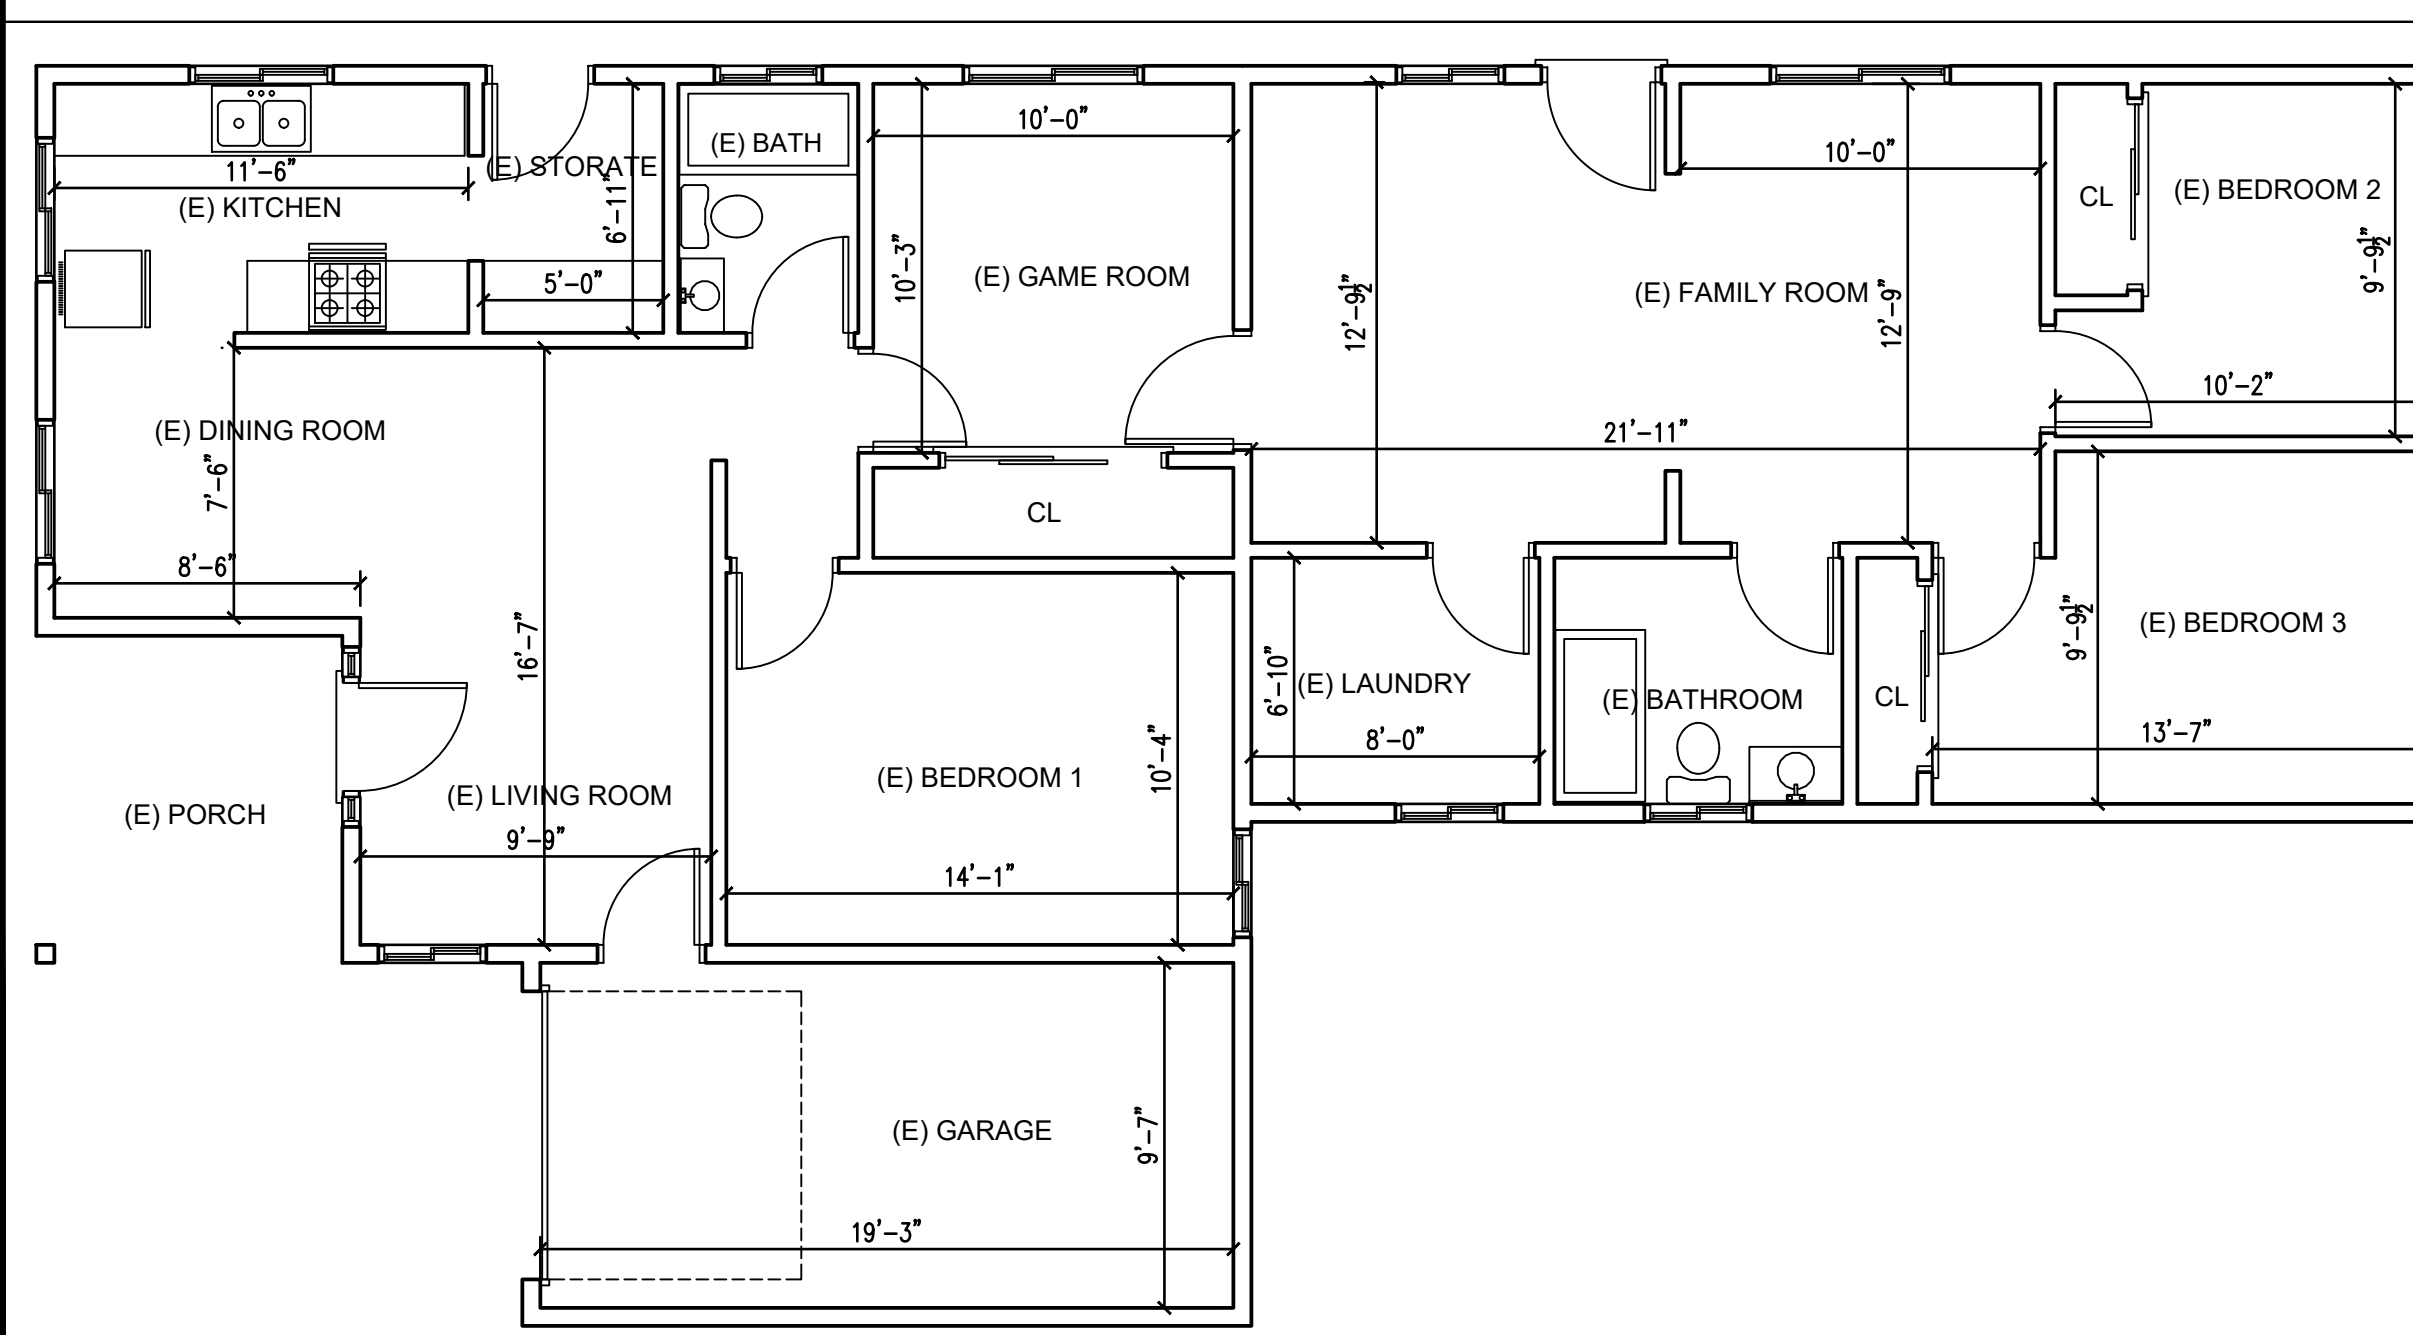 10'-0"
(E) BATH
11'-6"
(E) STORATE
10'-0"
(E) KITCHEN
6'-11"
CL
(E) BEDROOM 2
10'-3"
(E) GAME ROOM
5'-0"
12'-9½"
(E) FAMILY ROOM
12'-9"
9'-9½"
10'-2"
(E) DINING ROOM
21'-11"
7'-6"
CL
8'-6"
16'-7"
9'-9½"
(E) BEDROOM 3
6'-10"
(E) LAUNDRY
(E) BATHROOM
CL
13'-7"
8'-0"
10'-4"
(E) BEDROOM 1
(E) LIVING ROOM
(E) PORCH
9'-9"
14'-1"
(E) GARAGE
9'-7"
19'-3"